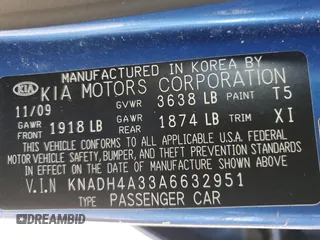 MANUFACTURED IN KOREA BY
KIA KIA MOTORS CORPORATION
11/09 GVWR 3638 LB PAINT T5
GAWR FRONT 1918 LB GAWR REAR 1874 LB TRIM XI
THIS VEHICLE CONFORMS TO ALL APPLICABLE U.S.A. FEDERAL
MOTOR VEHICLE SAFETY, BUMPER, AND THEFT PREVENTION STANDARDS
IN EFFECT ON THE DATE OF MANUFACTURE SHOWN ABOVE.
V.I.N KNADH4A33A6632951
TYPE PASSENGER CAR
DREAMBID